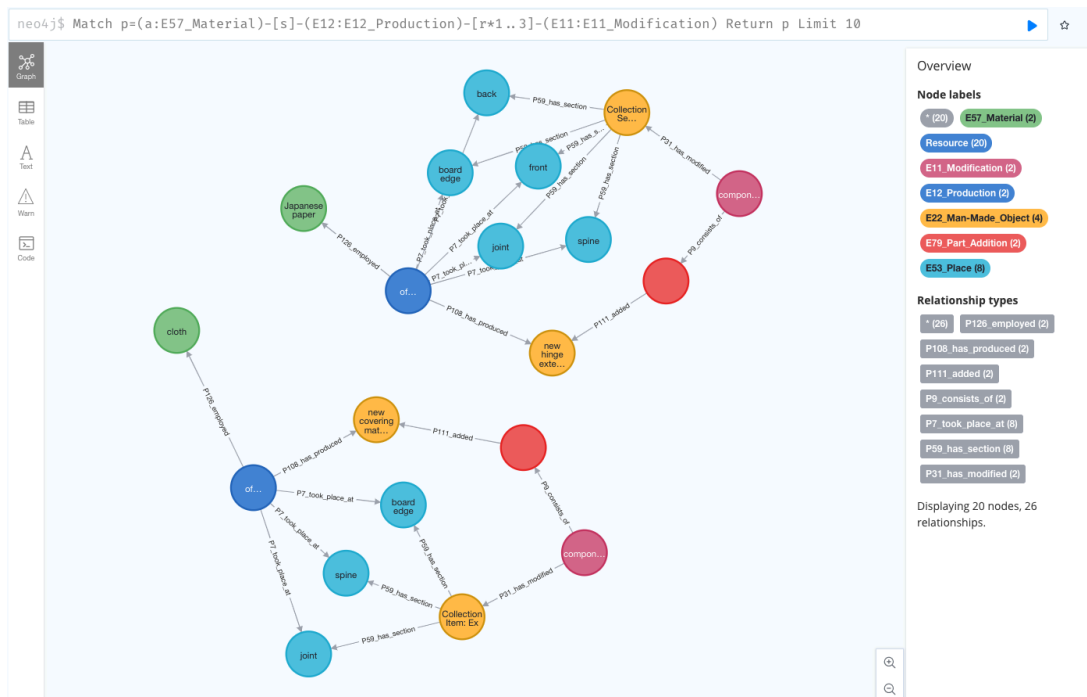 neo4j$ Match p=(a:E57_Material)-[s]-(E12:E12_Production)-[r*1..3]-(E11:E11_Modification) Return p Limit 10
Graph
Table
Text
Warn
Code
back
Collection
Se...
P59_has_section
board
edge
front
P59_has_s...
P59_has_section
P59_has_section
P31_has_modified
compon...
Japanese
paper
P126_employed
P7_took_place_at
joint
spine
P7_took_pl...
P9_consists_of
of...
P108_has_produced
P111_added
new
hinge
exte...
cloth
P126_employed
new
covering
mat...
P111_added
P108_has_produced
of...
P7_took_place_at
board
edge
P9_consists_of
P7_took_place_at
P7_took_place_at
P59_has_section
compon...
spine
P59_has_section
P31_has_modified
Collection
Item: Ex
P59_has_section
joint
Overview
Node labels
* (20) E57_Material (2)
Resource (20)
E11_Modification (2)
E12_Production (2)
E22_Man-Made_Object (4)
E79_Part_Addition (2)
E53_Place (8)
Relationship types
* (26) P126_employed (2)
P108_has_produced (2)
P111_added (2)
P9_consists_of (2)
P7_took_place_at (8)
P59_has_section (8)
P31_has_modified (2)
Displaying 20 nodes, 26
relationships.